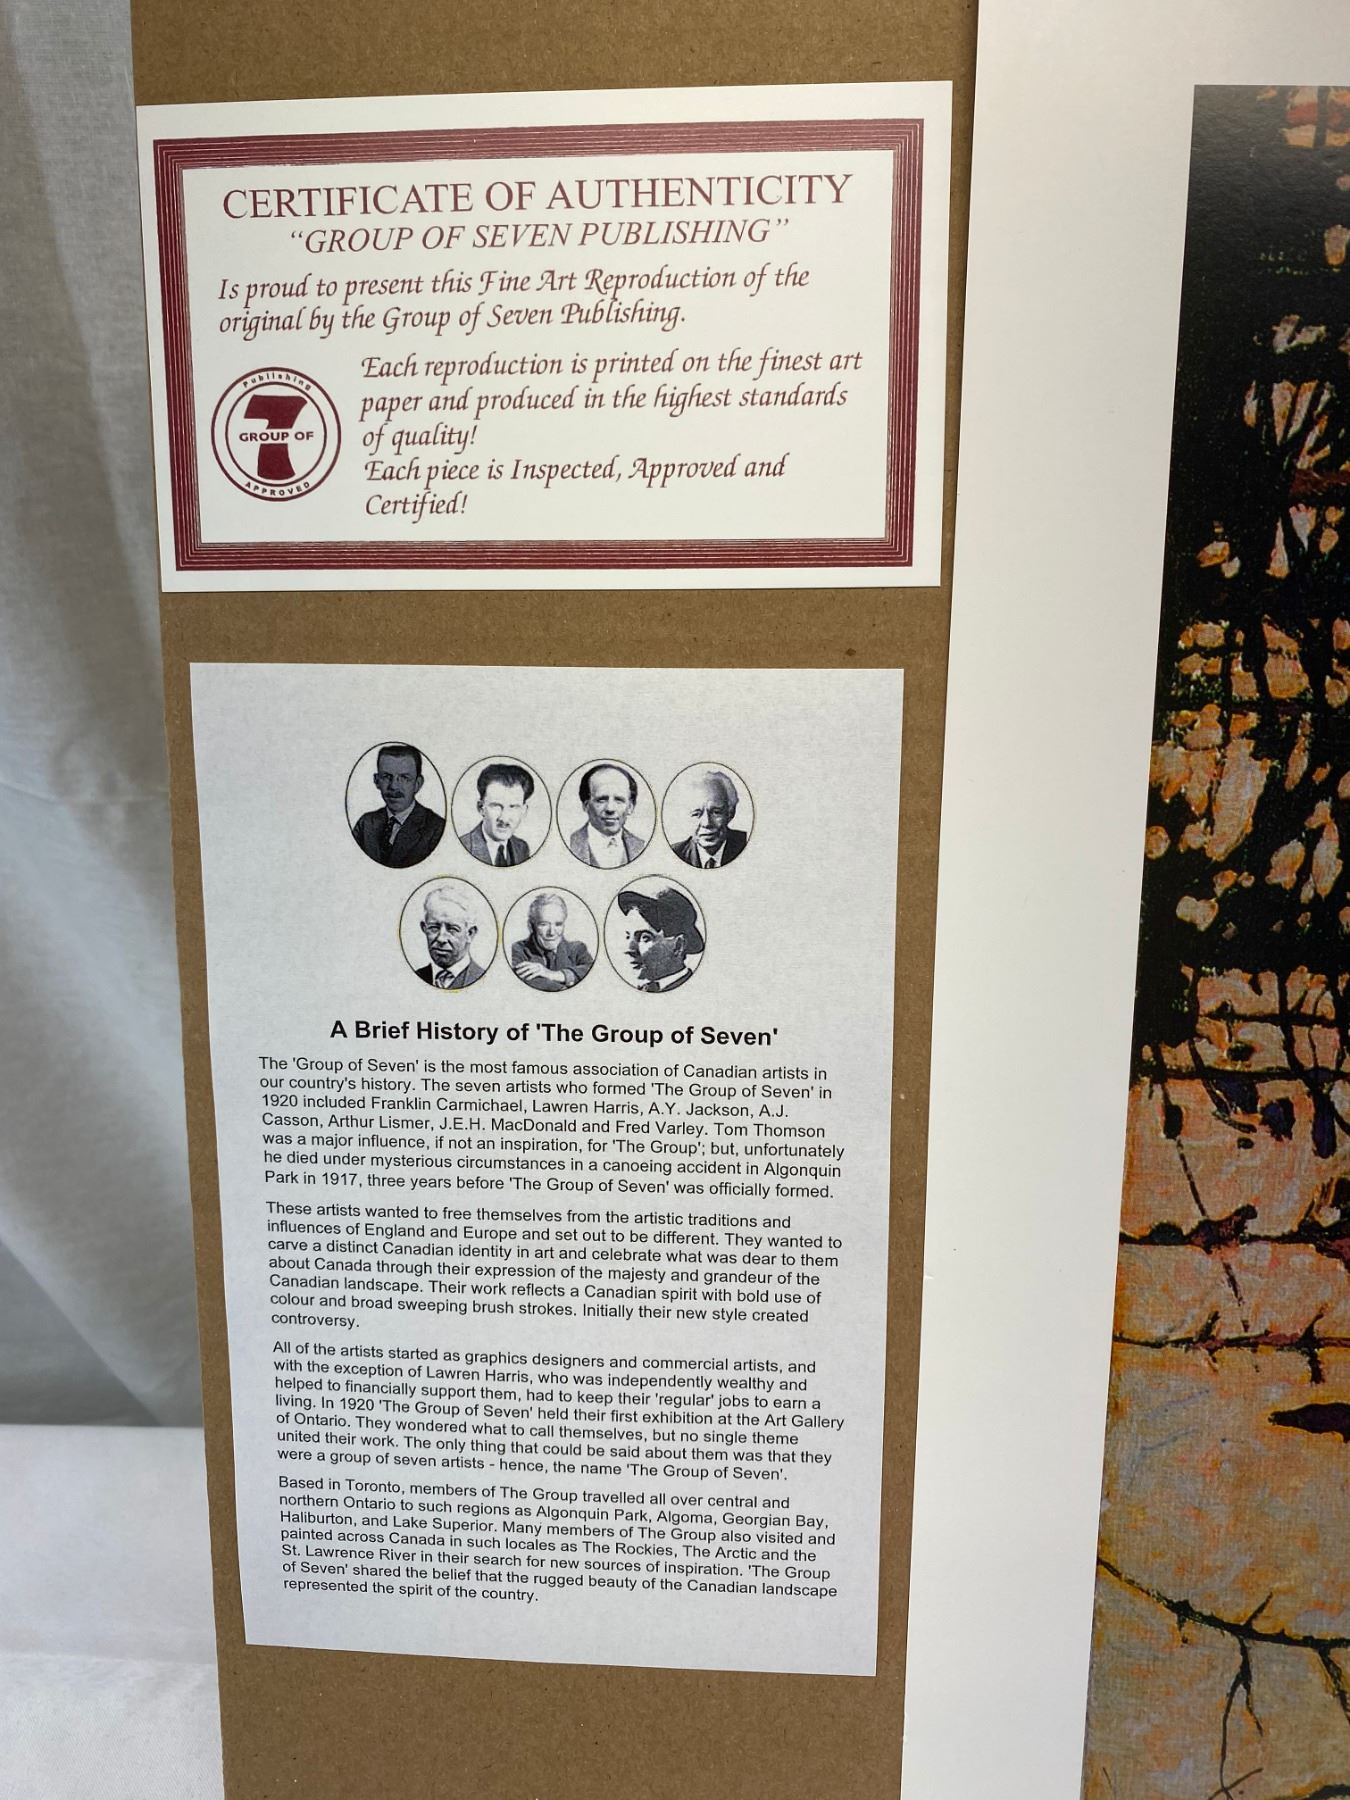 CERTIFICATE OF AUTHENTICITY
“GROUP OF SEVEN PUBLISHING”
Is proud to present this Fine Art Reproduction of the
original by the Group of Seven Publishing.
Each reproduction is printed on the finest art
paper and produced in the highest standards
of quality!
Each piece is Inspected, Approved and
Certified!
Publishing
7
GROUP OF
APPROVED
A Brief History of 'The Group of Seven'
The 'Group of Seven' is the most famous association of Canadian artists in
our country's history. The seven artists who formed 'The Group of Seven' in
1920 included Franklin Carmichael, Lawren Harris, A.Y. Jackson, A.J.
Casson, Arthur Lismer, J.E.H. MacDonald and Fred Varley. Tom Thomson
was a major influence, if not an inspiration, for 'The Group'; but, unfortunately
he died under mysterious circumstances in a canoeing accident in Algonquin
Park in 1917, three years before 'The Group of Seven' was officially formed.
These artists wanted to free themselves from the artistic traditions and
influences of England and Europe and set out to be different. They wanted to
carve a distinct Canadian identity in art and celebrate what was dear to them
about Canada through their expression of the majesty and grandeur of the
Canadian landscape. Their work reflects a Canadian spirit with bold use of
colour and broad sweeping brush strokes. Initially their new style created
controversy.
All of the artists started as graphics designers and commercial artists, and
with the exception of Lawren Harris, who was independently wealthy and
helped to financially support them, had to keep their 'regular' jobs to earn a
living. In 1920 'The Group of Seven' held their first exhibition at the Art Gallery
of Ontario. They wondered what to call themselves, but no single theme
united their work. The only thing that could be said about them was that they
were a group of seven artists - hence, the name 'The Group of Seven'.
Based in Toronto, members of The Group travelled all over central and
northern Ontario to such regions as Algonquin Park, Algoma, Georgian Bay,
Haliburton, and Lake Superior. Many members of The Group also visited and
painted across Canada in such locales as The Rockies, The Arctic and the
St. Lawrence River in their search for new sources of inspiration. 'The Group
of Seven' shared the belief that the rugged beauty of the Canadian landscape
represented the spirit of the country.